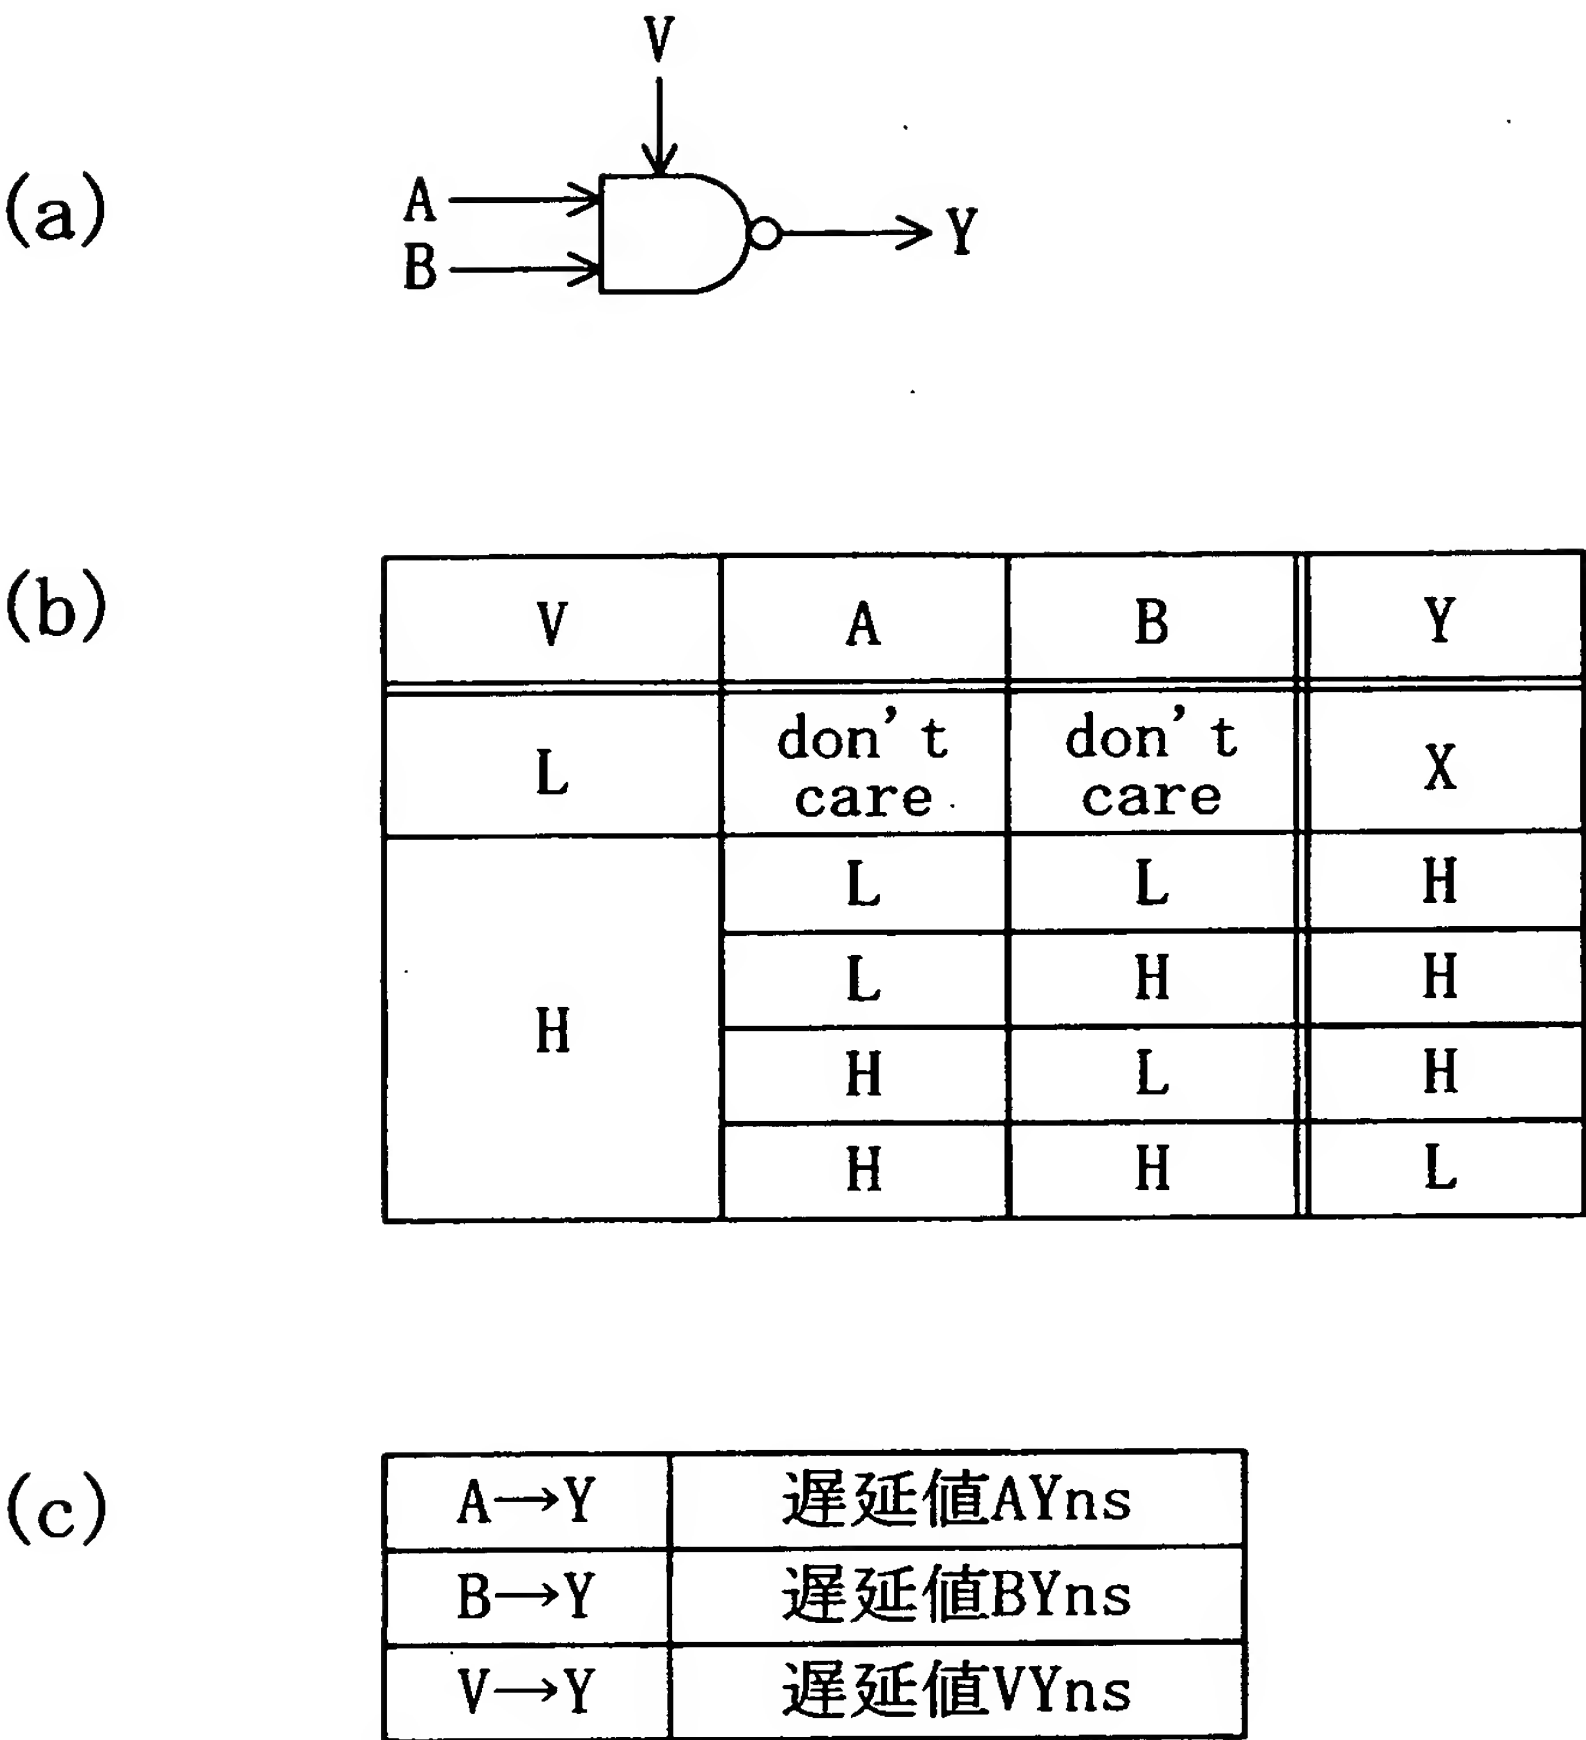 (a)
V
A
B
Y
(b)
V A B Y
L don't care don't care X
H L L H
L H H
H L H
H H L
(c)
A→Y 遅延値AYns
B→Y 遅延値BYns
V→Y 遅延値VYns